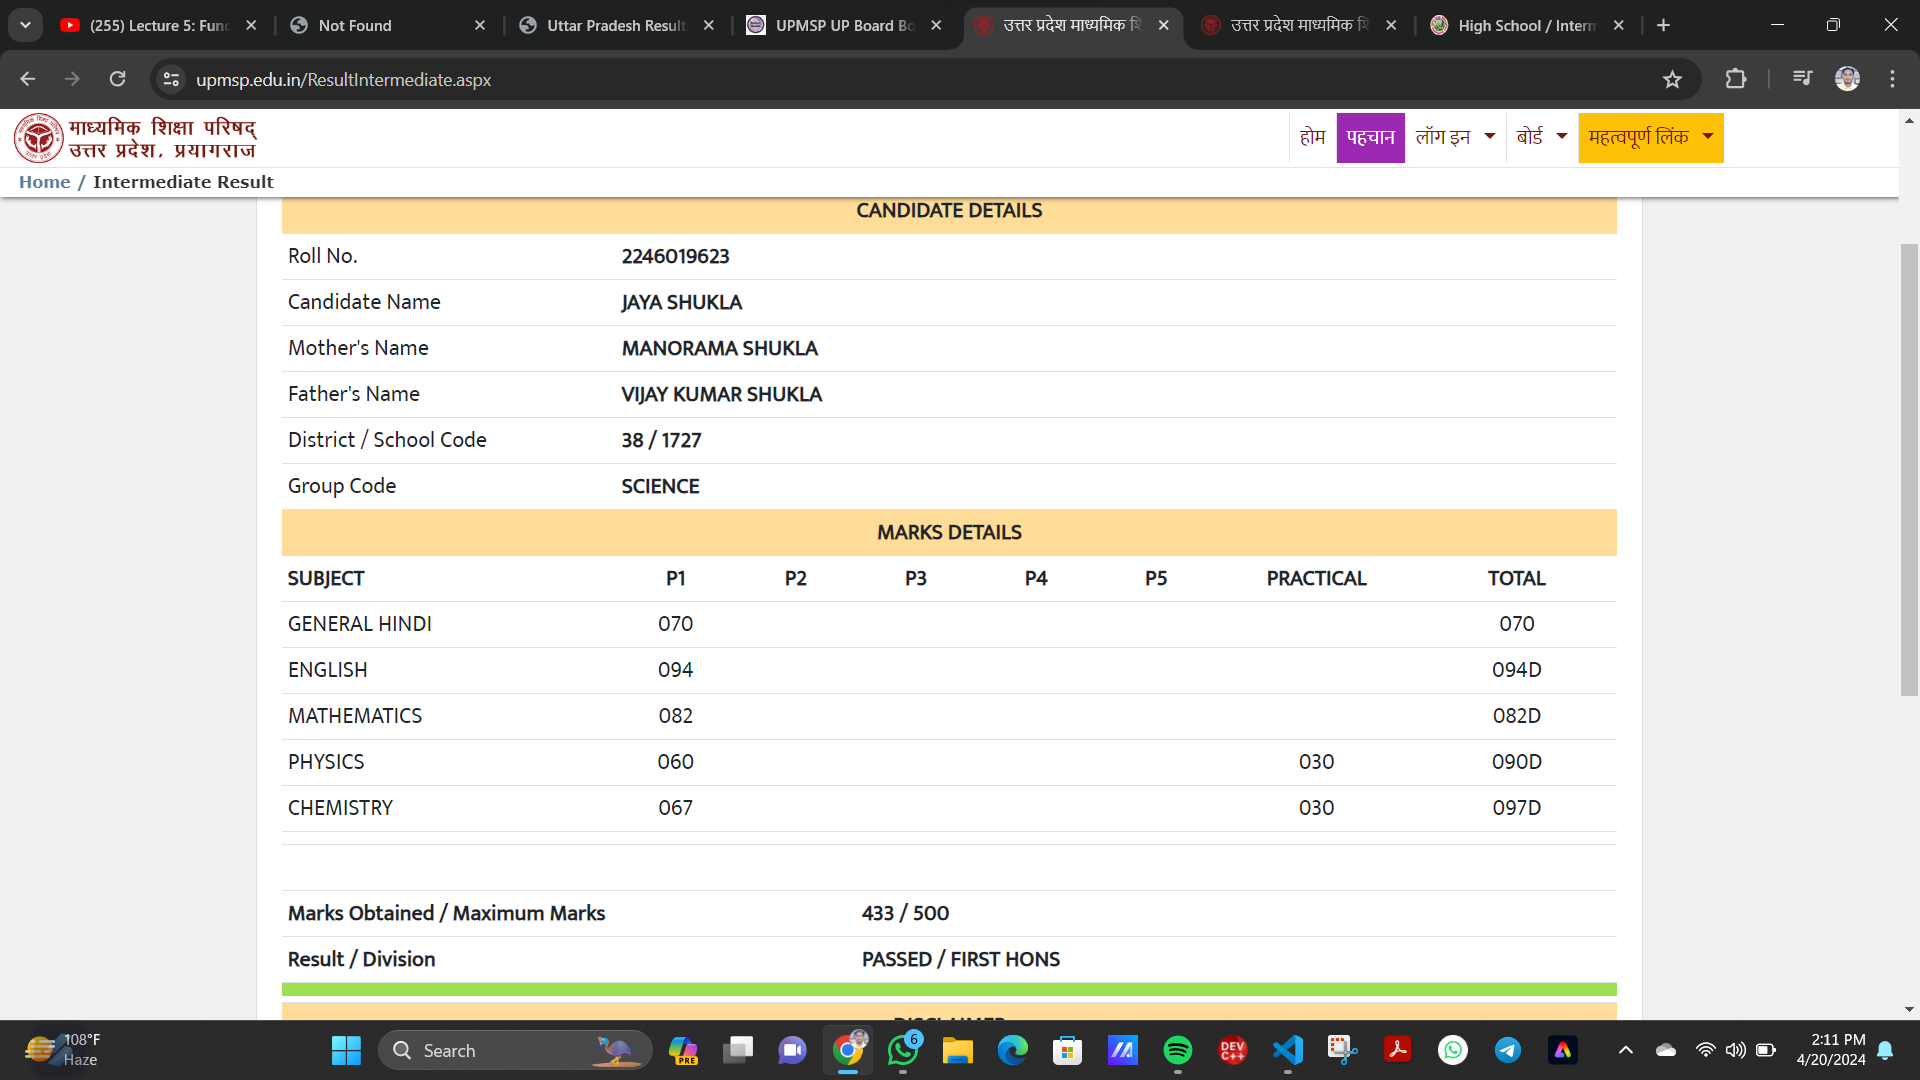 (255) Lecture 5: Func
Not Found
Uttar Pradesh Result
UPMSP UP Board Bo
उत्तर प्रदेश माध्यमिक शि
उत्तर प्रदेश माध्यमिक शि
High School / Interm
upmsp.edu.in/ResultIntermediate.aspx
माध्यमिक शिक्षा परिषद्
उत्तर प्रदेश, प्रयागराज
होम
पहचान
लॉग इन
बोर्ड
महत्वपूर्ण लिंक
Home / Intermediate Result
CANDIDATE DETAILS
Roll No. 2246019623
Candidate Name JAYA SHUKLA
Mother's Name MANORAMA SHUKLA
Father's Name VIJAY KUMAR SHUKLA
District / School Code 38 / 1727
Group Code SCIENCE
MARKS DETAILS
SUBJECT P1 P2 P3 P4 P5 PRACTICAL TOTAL
GENERAL HINDI 070 070
ENGLISH 094 094D
MATHEMATICS 082 082D
PHYSICS 060 030 090D
CHEMISTRY 067 030 097D
Marks Obtained / Maximum Marks 433 / 500
Result / Division PASSED / FIRST HONS
DISCLAIMER
108°F
Haze
Search
PRE
6
DEV
C++
2:11 PM
4/20/2024